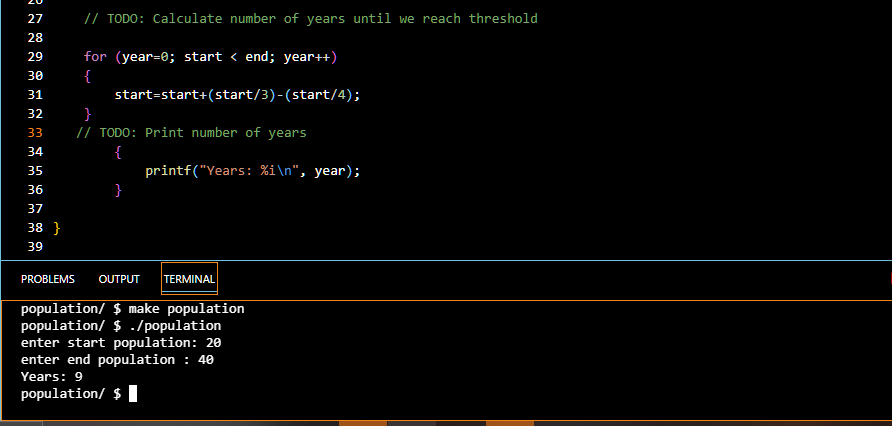 26
27 // TODO: Calculate number of years until we reach threshold
28
29 for (year=0; start < end; year++)
30 {
31 start=start+(start/3)-(start/4);
32 }
33 // TODO: Print number of years
34 {
35 printf("Years: %i\n", year);
36 }
37
38 }
39
PROBLEMS OUTPUT TERMINAL
population/ $ make population
population/ $ ./population
enter start population: 20
enter end population : 40
Years: 9
population/ $